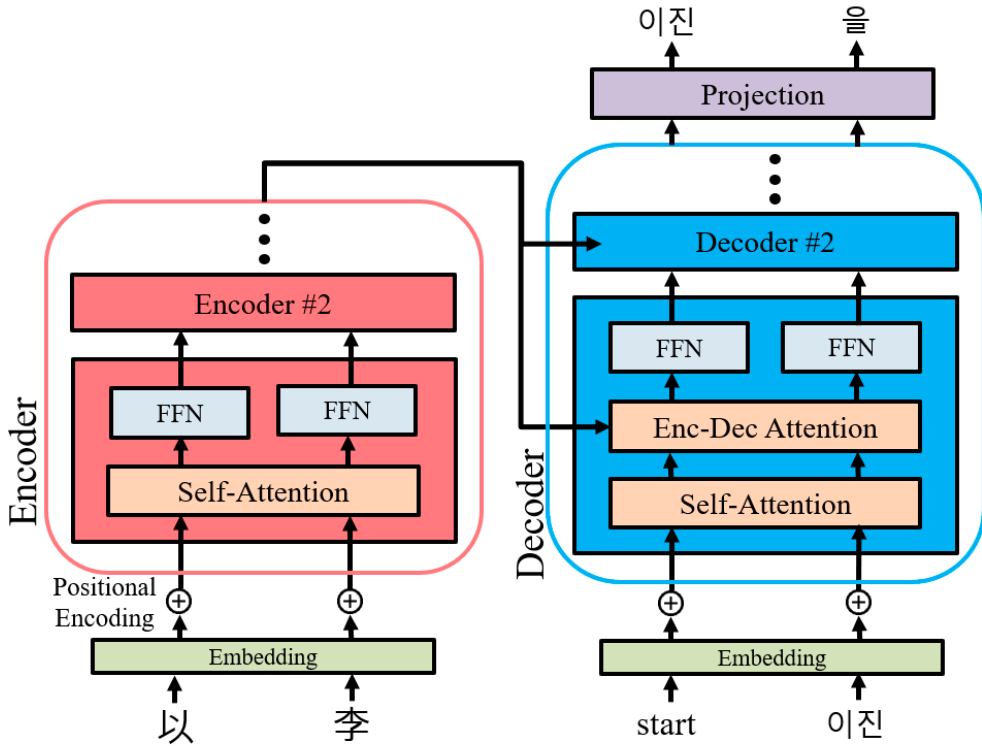 이진 을
Projection
Decoder #2
FFN FFN
Enc-Dec Attention
Self-Attention
Decoder
Embedding
start 이진
Encoder #2
FFN FFN
Self-Attention
Encoder
Positional
Encoding
Embedding
以 李